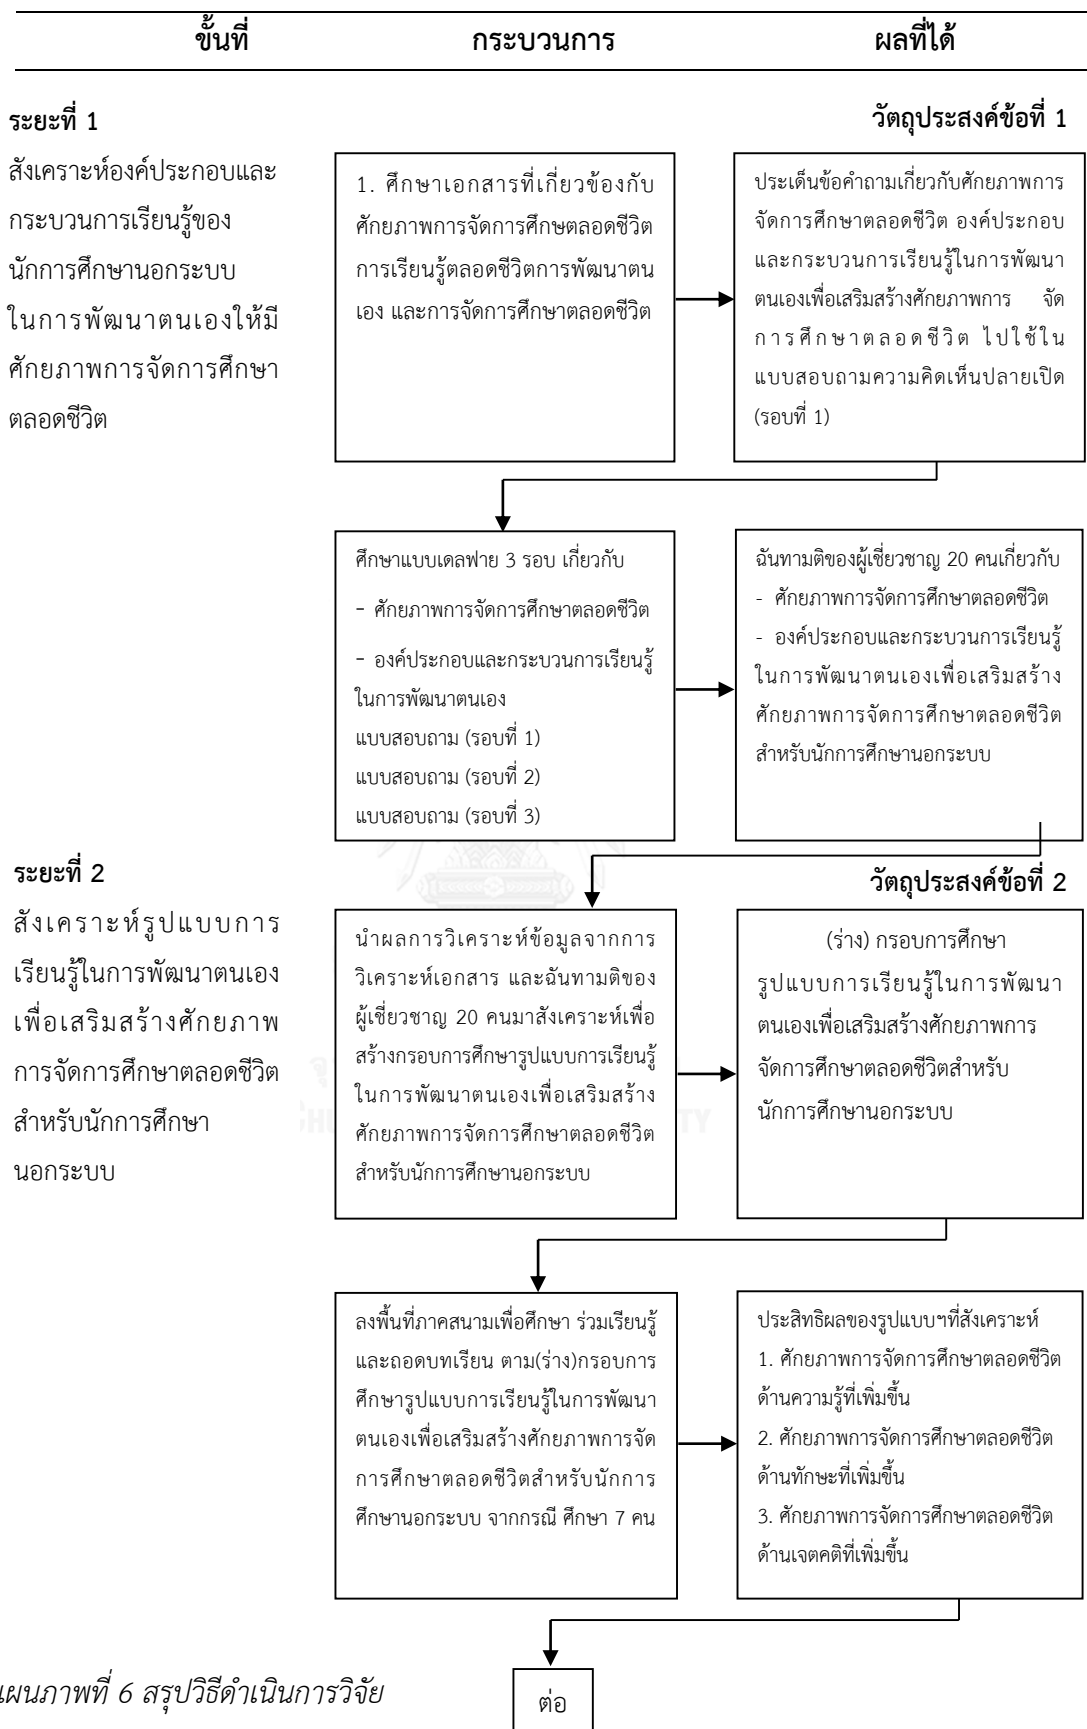 ขั้นที่ กระบวนการ ผลที่ได้
ระยะที่ 1
สังเคราะห์องค์ประกอบและ
กระบวนการเรียนรู้ของ
นักการศึกษานอกระบบ
ในการพัฒนาตนเองให้มี
ศักยภาพการจัดการศึกษา
ตลอดชีวิต
1. ศึกษาเอกสารที่เกี่ยวข้องกับ
ศักยภาพการจัดการศึกษตลอดชีวิต
การเรียนรู้ตลอดชีวิตการพัฒนาตน
เอง และการจัดการศึกษาตลอดชีวิต
วัตถุประสงค์ข้อที่ 1
ประเด็นข้อคำถามเกี่ยวกับศักยภาพการ
จัดการศึกษาตลอดชีวิต องค์ประกอบ
และกระบวนการเรียนรู้ในการพัฒนา
ตนเองเพื่อเสริมสร้างศักยภาพการ จัด
การศึกษาตลอดชีวิต ไปใช้ใน
แบบสอบถามความคิดเห็นปลายเปิด
(รอบที่ 1)
ศึกษาแบบเดลฟาย 3 รอบ เกี่ยวกับ
- ศักยภาพการจัดการศึกษาตลอดชีวิต
- องค์ประกอบและกระบวนการเรียนรู้
ในการพัฒนาตนเอง
แบบสอบถาม (รอบที่ 1)
แบบสอบถาม (รอบที่ 2)
แบบสอบถาม (รอบที่ 3)
ฉันทามติของผู้เชี่ยวชาญ 20 คนเกี่ยวกับ
- ศักยภาพการจัดการศึกษาตลอดชีวิต
- องค์ประกอบและกระบวนการเรียนรู้
ในการพัฒนาตนเองเพื่อเสริมสร้าง
ศักยภาพการจัดการศึกษาตลอดชีวิต
สำหรับนักการศึกษานอกระบบ
ระยะที่ 2
สังเคราะห์รูปแบบการ
เรียนรู้ในการพัฒนาตนเอง
เพื่อเสริมสร้างศักยภาพ
การจัดการศึกษาตลอดชีวิต
สำหรับนักการศึกษา
นอกระบบ
นำผลการวิเคราะห์ข้อมูลจากการ
วิเคราะห์เอกสาร และฉันทามติของ
ผู้เชี่ยวชาญ 20 คนมาสังเคราะห์เพื่อ
สร้างกรอบการศึกษารูปแบบการเรียนรู้
ในการพัฒนาตนเองเพื่อเสริมสร้าง
ศักยภาพการจัดการศึกษาตลอดชีวิต
สำหรับนักการศึกษานอกระบบ
วัตถุประสงค์ข้อที่ 2
(ร่าง) กรอบการศึกษา
รูปแบบการเรียนรู้ในการพัฒนา
ตนเองเพื่อเสริมสร้างศักยภาพการ
จัดการศึกษาตลอดชีวิตสำหรับ
นักการศึกษานอกระบบ
ลงพื้นที่ภาคสนามเพื่อศึกษา ร่วมเรียนรู้
และถอดบทเรียน ตาม(ร่าง)กรอบการ
ศึกษารูปแบบการเรียนรู้ในการพัฒนา
ตนเองเพื่อเสริมสร้างศักยภาพการจัด
การศึกษาตลอดชีวิตสำหรับนักการ
ศึกษานอกระบบ จากกรณี ศึกษา 7 คน
ประสิทธิผลของรูปแบบฯที่สังเคราะห์
1. ศักยภาพการจัดการศึกษาตลอดชีวิต
ด้านความรู้ที่เพิ่มขึ้น
2. ศักยภาพการจัดการศึกษาตลอดชีวิต
ด้านทักษะที่เพิ่มขึ้น
3. ศักยภาพการจัดการศึกษาตลอดชีวิต
ด้านเจตคติที่เพิ่มขึ้น
ต่อ
แผนภาพที่ 6 สรุปวิธีดำเนินการวิจัย